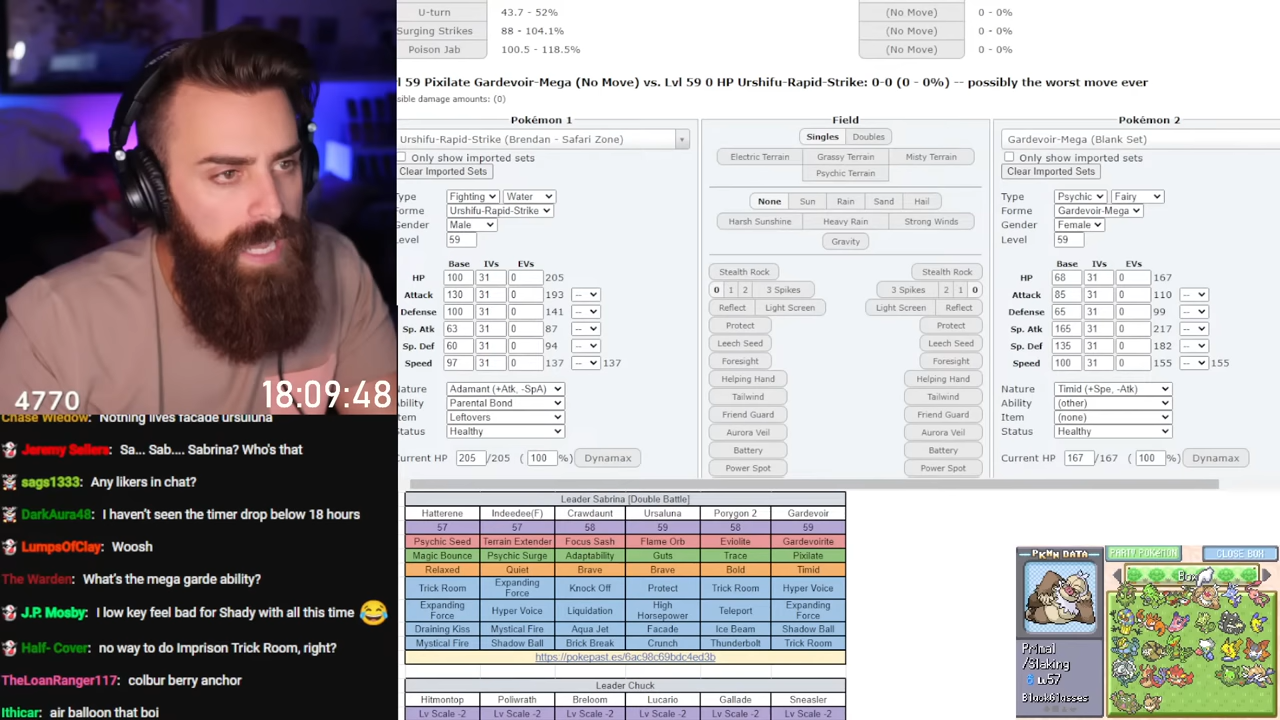 U-turn 43.7 - 52% (No Move) 0 - 0%
Surging Strikes 88 - 104.1% (No Move) 0 - 0%
Poison Jab 100.5 - 118.5% (No Move) 0 - 0%
l 59 Pixilate Gardevoir-Mega (No Move) vs. Lvl 59 0 HP Urshifu-Rapid-Strike: 0-0 (0 - 0%) -- possibly the worst move ever
sible damage amounts: (0)
Pokémon 1
Urshifu-Rapid-Strike (Brendan - Safari Zone)
Only show imported sets
Clear Imported Sets
Type Fighting Water
Forme Urshifu-Rapid-Strike
Gender Male
Level 59
Base IVs EVs
HP 100 31 0 205
Attack 130 31 0 193 --
Defense 100 31 0 141 --
Sp. Atk 63 31 0 87 --
Sp. Def 60 31 0 94 --
Speed 97 31 0 137 -- 137
Nature Adamant (+Atk, -SpA)
Ability Parental Bond
Item Leftovers
Status Healthy
Current HP 205 /205 ( 100 %) Dynamax
Field
Singles Doubles
Electric Terrain Grassy Terrain Misty Terrain
Psychic Terrain
None Sun Rain Sand Hail
Harsh Sunshine Heavy Rain Strong Winds
Gravity
Stealth Rock Stealth Rock
0 1 2 3 Spikes 3 Spikes 2 1 0
Reflect Light Screen Light Screen Reflect
Protect Protect
Leech Seed Leech Seed
Foresight Foresight
Helping Hand Helping Hand
Tailwind Tailwind
Friend Guard Friend Guard
Aurora Veil Aurora Veil
Battery Battery
Power Spot Power Spot
Pokémon 2
Gardevoir-Mega (Blank Set)
Only show imported sets
Clear Imported Sets
Type Psychic Fairy
Forme Gardevoir-Mega
Gender Female
Level 59
Base IVs EVs
HP 68 31 0 167
Attack 85 31 0 110 --
Defense 65 31 0 99 --
Sp. Atk 165 31 0 217 --
Sp. Def 135 31 0 182 --
Speed 100 31 0 155 -- 155
Nature Timid (+Spe, -Atk)
Ability (other)
Item (none)
Status Healthy
Current HP 167 /167 ( 100 %) Dynamax
4770
18:09:48
Chase Wiedow: Nothing lives facade ursuluna
Jeremy Sellers: Sa... Sab.... Sabrina? Who's that
sags1333: Any likers in chat?
DarkAura48: I haven't seen the timer drop below 18 hours
LumpsOfClay: Woosh
The Warden: What's the mega garde ability?
J.P. Mosby: I low key feel bad for Shady with all this time 😂
Half- Cover: No way to do Imprison Trick Room, right?
TheLoanRanger117: colbur berry anchor
Ithicar: air balloon that boi
Leader Sabrina [Double Battle]
Hatterene Indeedee(F) Crawdaunt Ursaluna Porygon 2 Gardevoir
57 57 58 59 58 59
Psychic Seed Terrain Extender Focus Sash Flame Orb Eviolite Gardevoirite
Magic Bounce Psychic Surge Adaptability Guts Trace Pixilate
Relaxed Quiet Brave Brave Bold Timid
Trick Room Expanding Force Knock Off Protect Trick Room Hyper Voice
Expanding Force Hyper Voice Liquidation High Horsepower Teleport Expanding Force
Draining Kiss Mystical Fire Aqua Jet Facade Ice Beam Shadow Ball
Mystical Fire Shadow Ball Brick Break Crunch Thunderbolt Trick Room
https://pokepast.es/6ac98c69bdc4ed3b
Leader Chuck
Hitmontop Poliwrath Breloom Lucario Gallade Sneasler
Lv Scale -2 Lv Scale -2 Lv Scale -2 Lv Scale -2 Lv Scale -2 Lv Scale -2
PKMN DATA
PARTY POKéMON
CLOSE BOX
Primal
/Slaking
Lv57
BlackGlasses